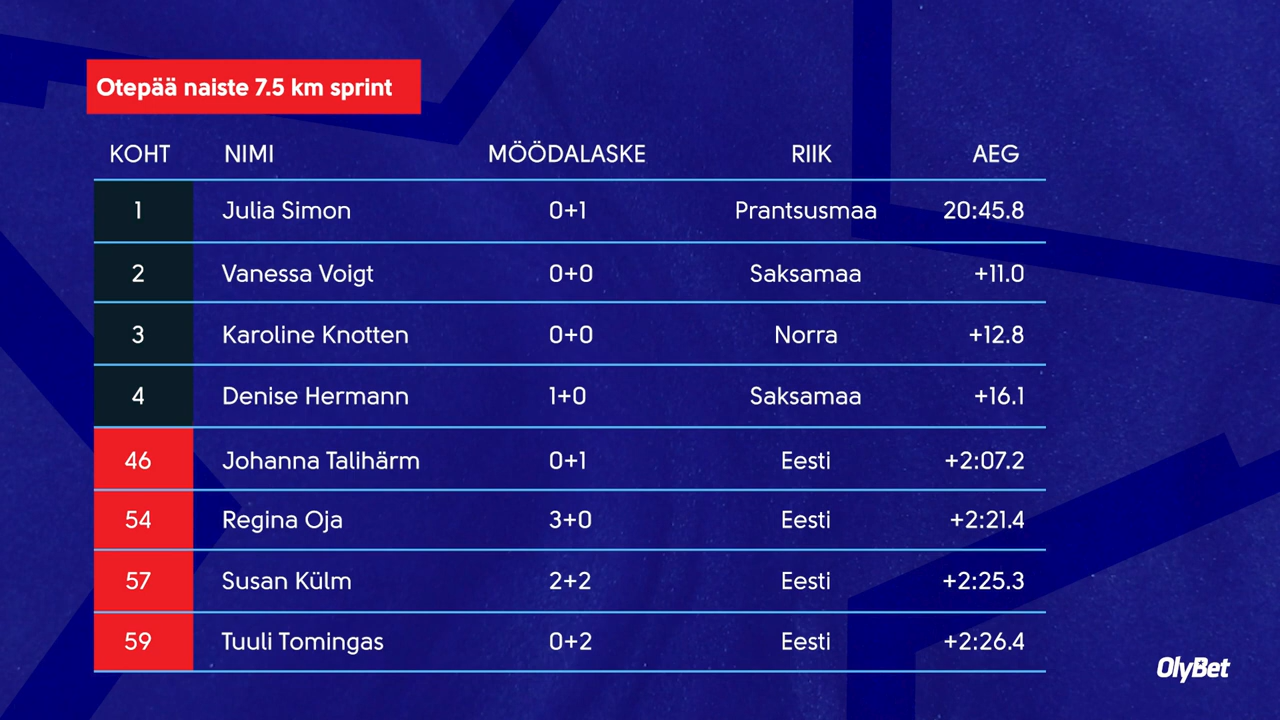 Otepää naiste 7.5 km sprint
KOHT NIMI MÖÖDALASKE RIIK AEG
1 Julia Simon 0+1 Prantsusmaa 20:45.8
2 Vanessa Voigt 0+0 Saksamaa +11.0
3 Karoline Knotten 0+0 Norra +12.8
4 Denise Hermann 1+0 Saksamaa +16.1
46 Johanna Talihärm 0+1 Eesti +2:07.2
54 Regina Oja 3+0 Eesti +2:21.4
57 Susan Külm 2+2 Eesti +2:25.3
59 Tuuli Tomingas 0+2 Eesti +2:26.4
OlyBet